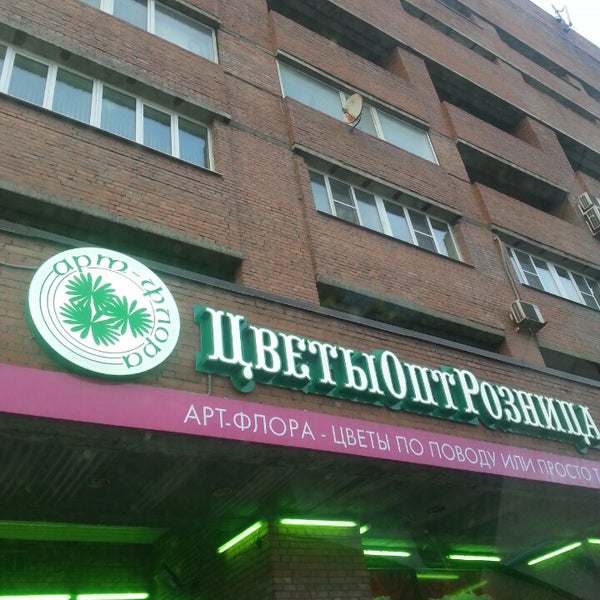 арт-флора
ЦветыОптРозница
АРТ-ФЛОРА - ЦВЕТЫ ПО ПОВОДУ ИЛИ ПРОСТО